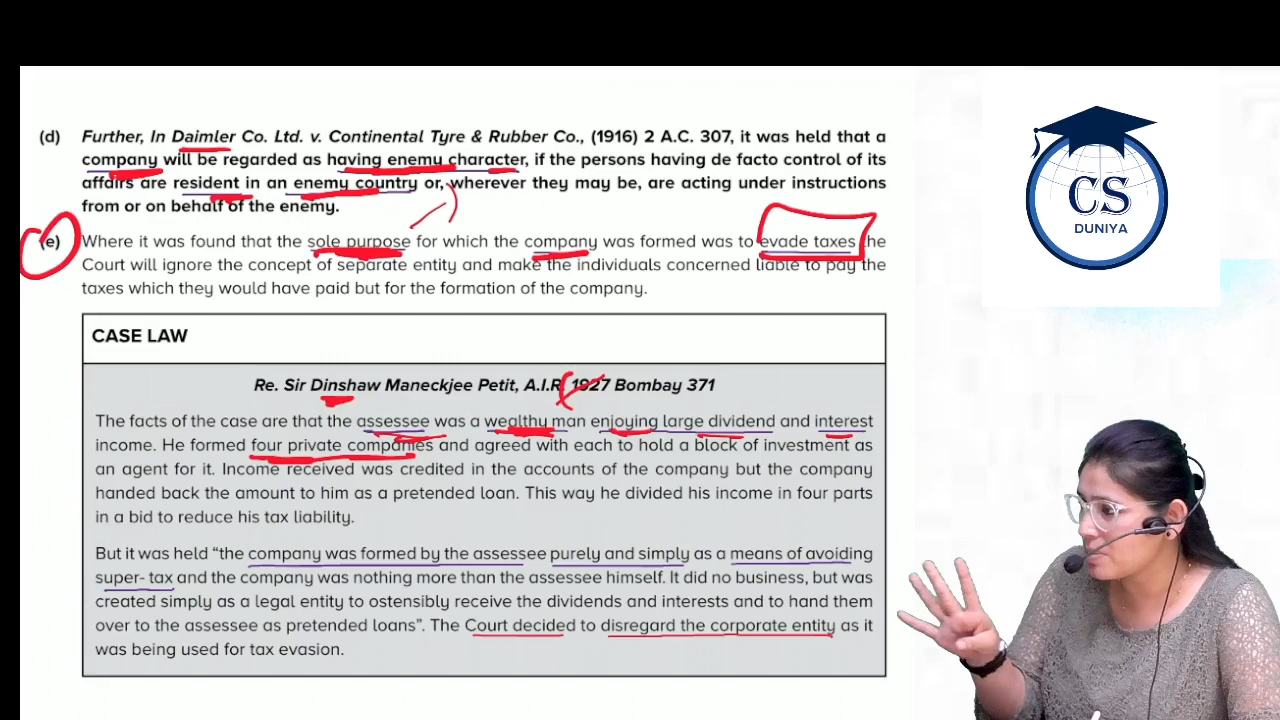 (d) Further, In Daimler Co. Ltd. v. Continental Tyre & Rubber Co., (1916) 2 A.C. 307, it was held that a
company will be regarded as having enemy character, if the persons having de facto control of its
affairs are resident in an enemy country or, wherever they may be, are acting under instructions
from or on behalf of the enemy.
(e) Where it was found that the sole purpose for which the company was formed was to evade taxes the
Court will ignore the concept of separate entity and make the individuals concerned liable to pay the
taxes which they would have paid but for the formation of the company.
CASE LAW
Re. Sir Dinshaw Maneckjee Petit, A.I.R. 1927 Bombay 371
The facts of the case are that the assessee was a wealthy man enjoying large dividend and interest
income. He formed four private companies and agreed with each to hold a block of investment as
an agent for it. Income received was credited in the accounts of the company but the company
handed back the amount to him as a pretended loan. This way he divided his income in four parts
in a bid to reduce his tax liability.
But it was held “the company was formed by the assessee purely and simply as a means of avoiding
super- tax and the company was nothing more than the assessee himself. It did no business, but was
created simply as a legal entity to ostensibly receive the dividends and interests and to hand them
over to the assessee as pretended loans”. The Court decided to disregard the corporate entity as it
was being used for tax evasion.
CS
DUNIYA